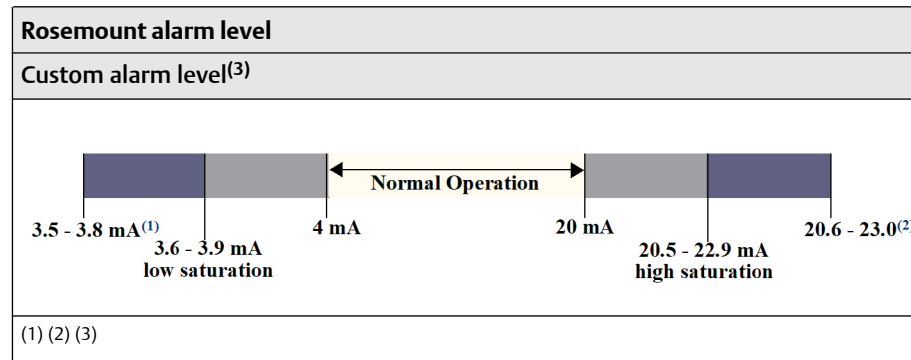 Rosemount alarm level
Custom alarm level(3)
Normal Operation
3.5 - 3.8 mA(1)
4 mA
20 mA
20.6 - 23.0(2)
3.6 - 3.9 mA
low saturation
20.5 - 22.9 mA
high saturation
(1) (2) (3)